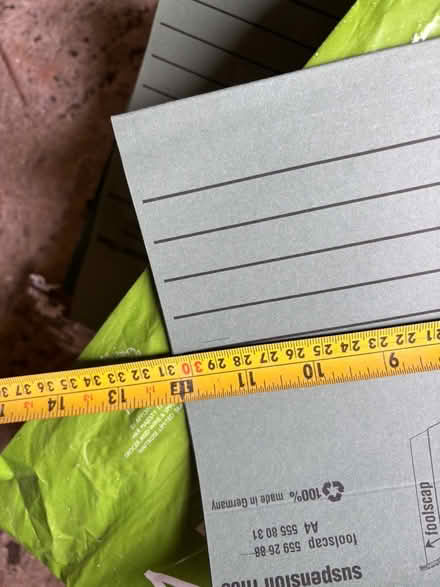 suspension files
foolscap 559 26 88
A4 555 80 31
100% made in Germany
foolscap
9 10 11 1F 13 14
22 23 24 25 26 27 28 29 30 31 32 33 34 35 36 37